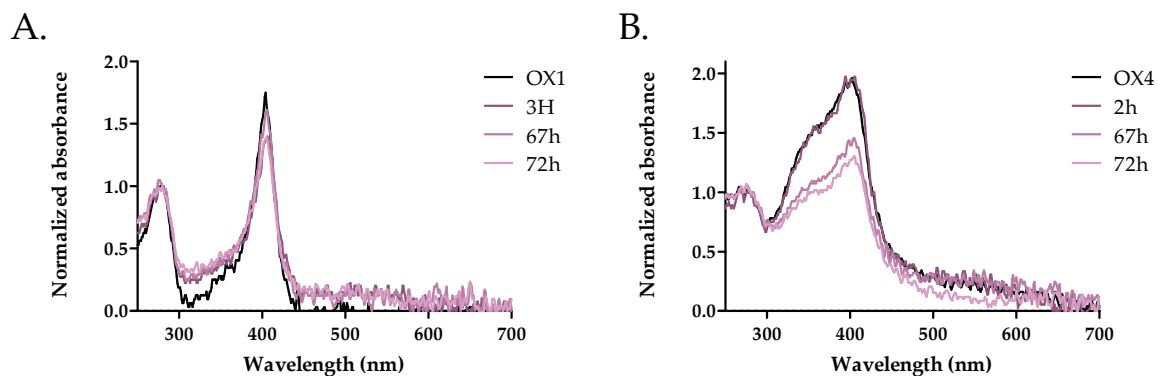 A.
Normalized absorbance
2.0
1.5
1.0
0.5
0.0
300
400
500
600
700
Wavelength (nm)
OX1
3H
67h
72h
B.
Normalized absorbance
2.0
1.5
1.0
0.5
0.0
300
400
500
600
700
Wavelength (nm)
OX4
2h
67h
72h